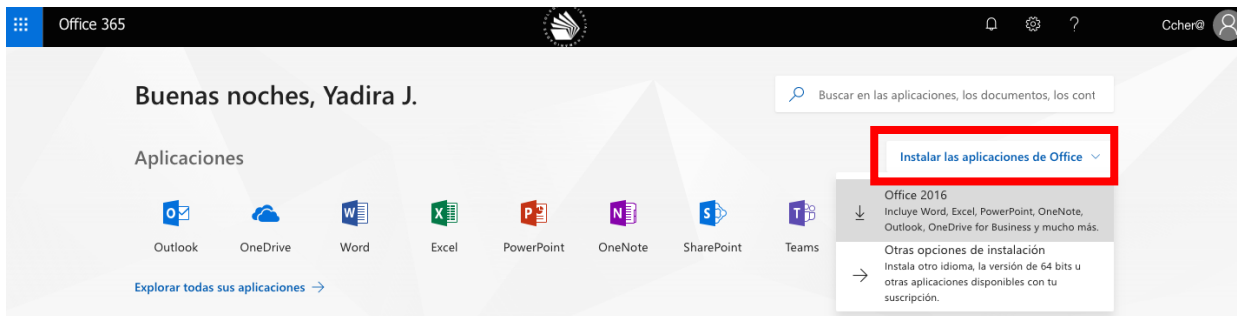 Office 365
?
Ccher@
Buenas noches, Yadira J.
Buscar en las aplicaciones, los documentos, los cont
Aplicaciones
Instalar las aplicaciones de Office
Outlook
OneDrive
Word
Excel
PowerPoint
OneNote
SharePoint
Teams
Office 2016
Incluye Word, Excel, PowerPoint, OneNote,
Outlook, OneDrive for Business y mucho más.
Otras opciones de instalación
Instala otro idioma, la versión de 64 bits u
otras aplicaciones disponibles con tu
suscripción.
Explorar todas sus aplicaciones →